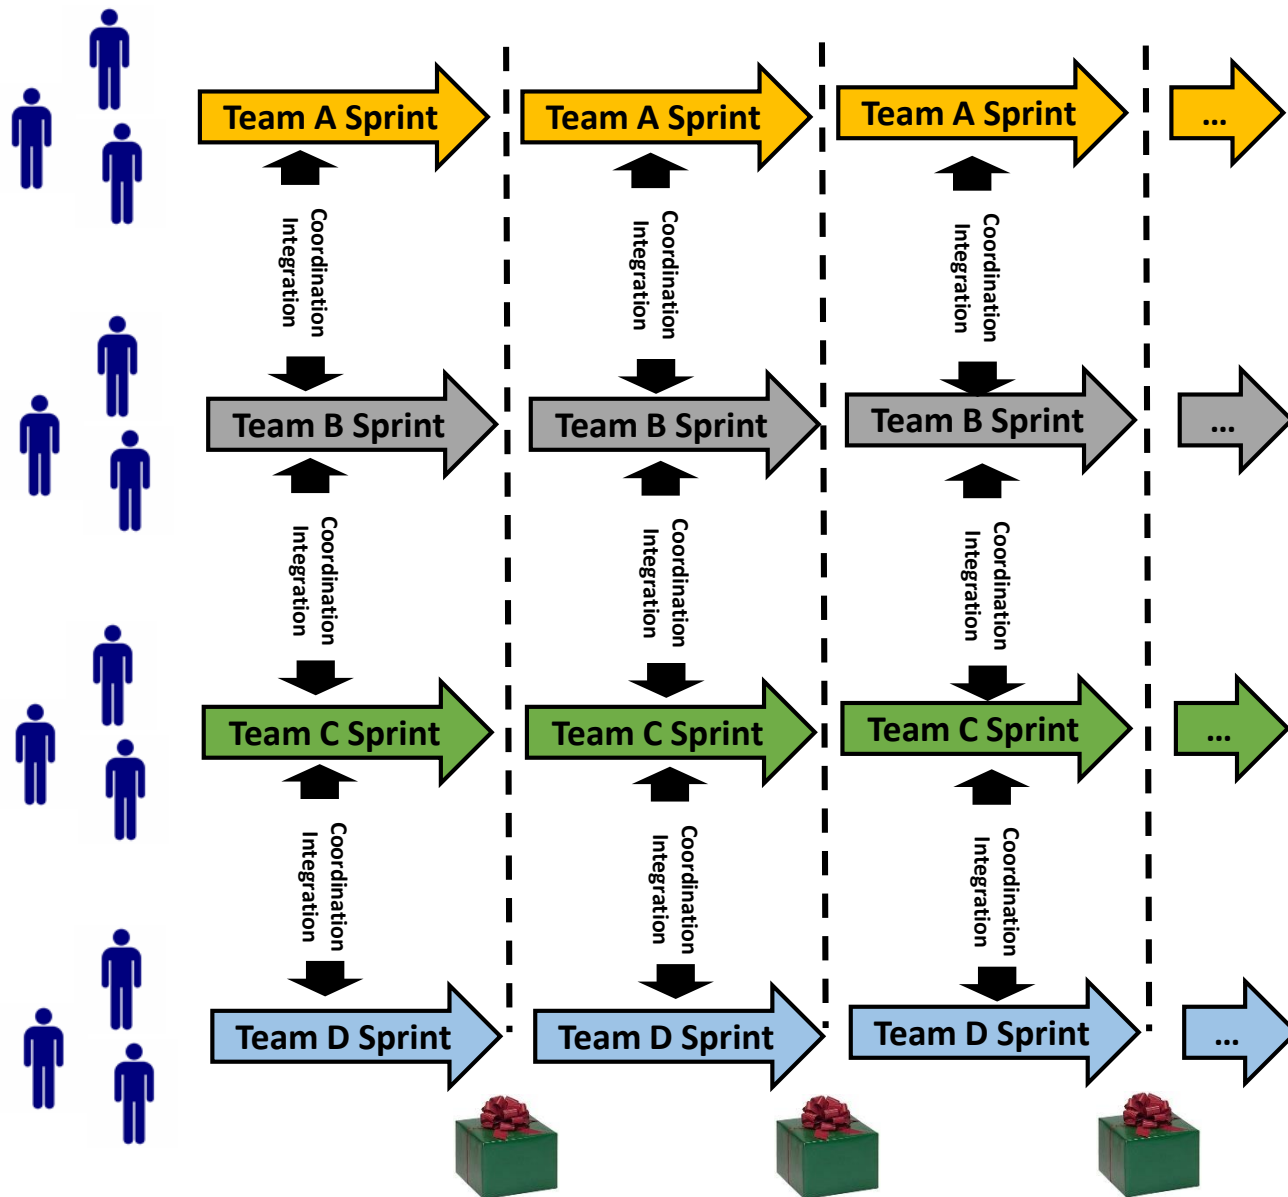 Team A Sprint
Team A Sprint
Team A Sprint
...
Coordination
Integration
Coordination
Integration
Coordination
Integration
Team B Sprint
Team B Sprint
Team B Sprint
...
Coordination
Integration
Coordination
Integration
Coordination
Integration
Team C Sprint
Team C Sprint
Team C Sprint
...
Coordination
Integration
Coordination
Integration
Coordination
Integration
Team D Sprint
Team D Sprint
Team D Sprint
...